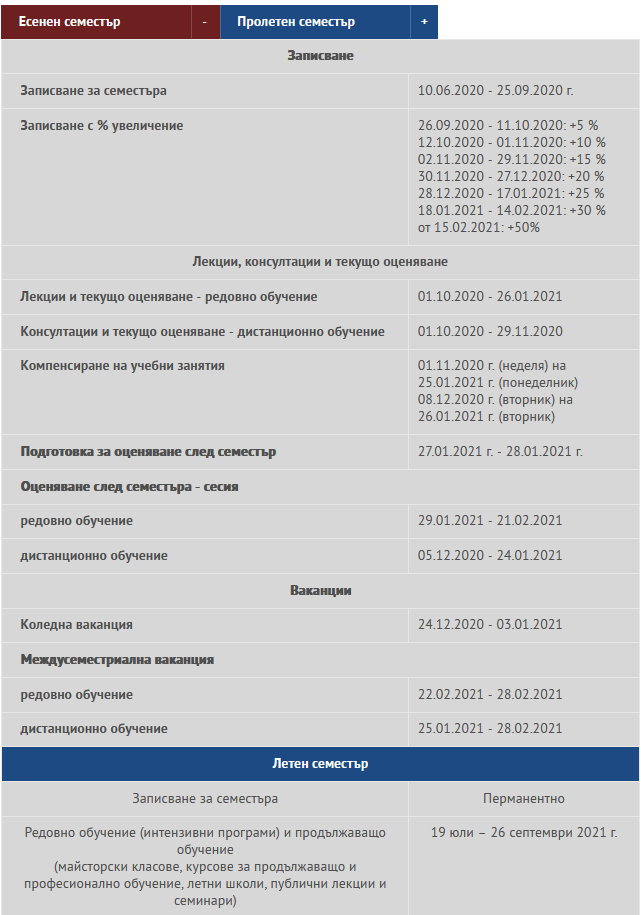 Есенен семестър - Пролетен семестър +
Записване
Записване за семестъра 10.06.2020 - 25.09.2020 г.
Записване с % увеличение 26.09.2020 - 11.10.2020: +5 %
12.10.2020 - 01.11.2020: +10 %
02.11.2020 - 29.11.2020: +15 %
30.11.2020 - 27.12.2020: +20 %
28.12.2020 - 17.01.2021: +25 %
18.01.2021 - 14.02.2021: +30 %
от 15.02.2021: +50%
Лекции, консултации и текущо оценяване
Лекции и текущо оценяване - редовно обучение 01.10.2020 - 26.01.2021
Консултации и текущо оценяване - дистанционно обучение 01.10.2020 - 29.11.2020
Компенсиране на учебни занятия 01.11.2020 г. (неделя) на
25.01.2021 г. (понеделник)
08.12.2020 г. (вторник) на
26.01.2021 г. (вторник)
Подготовка за оценяване след семестър 27.01.2021 г. - 28.01.2021 г.
Оценяване след семестъра - сесия
редовно обучение 29.01.2021 - 21.02.2021
дистанционно обучение 05.12.2020 - 24.01.2021
Ваканции
Коледна ваканция 24.12.2020 - 03.01.2021
Междусеместриална ваканция
редовно обучение 22.02.2021 - 28.02.2021
дистанционно обучение 25.01.2021 - 28.02.2021
Летен семестър
Записване за семестъра Перманентно
Редовно обучение (интензивни програми) и продължаващо 19 юли – 26 септември 2021 г.
обучение
(майсторски класове, курсове за продължаващо и
професионално обучение, летни школи, публични лекции и
семинари)